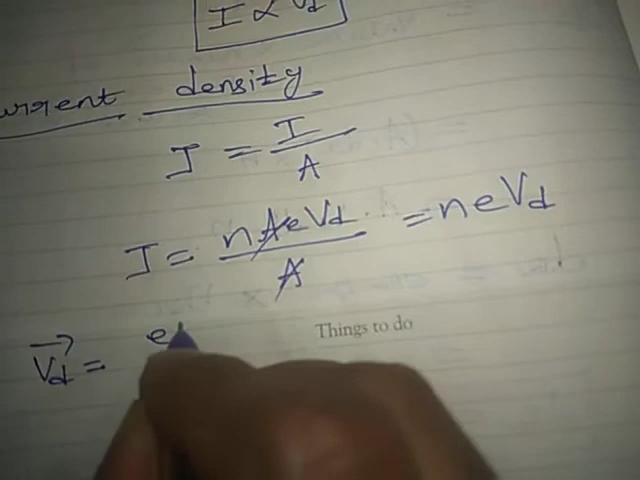 I ∝ Vd
urrent density
J = I / A
J = nAeVd / A = neVd
Things to do
Vd = e